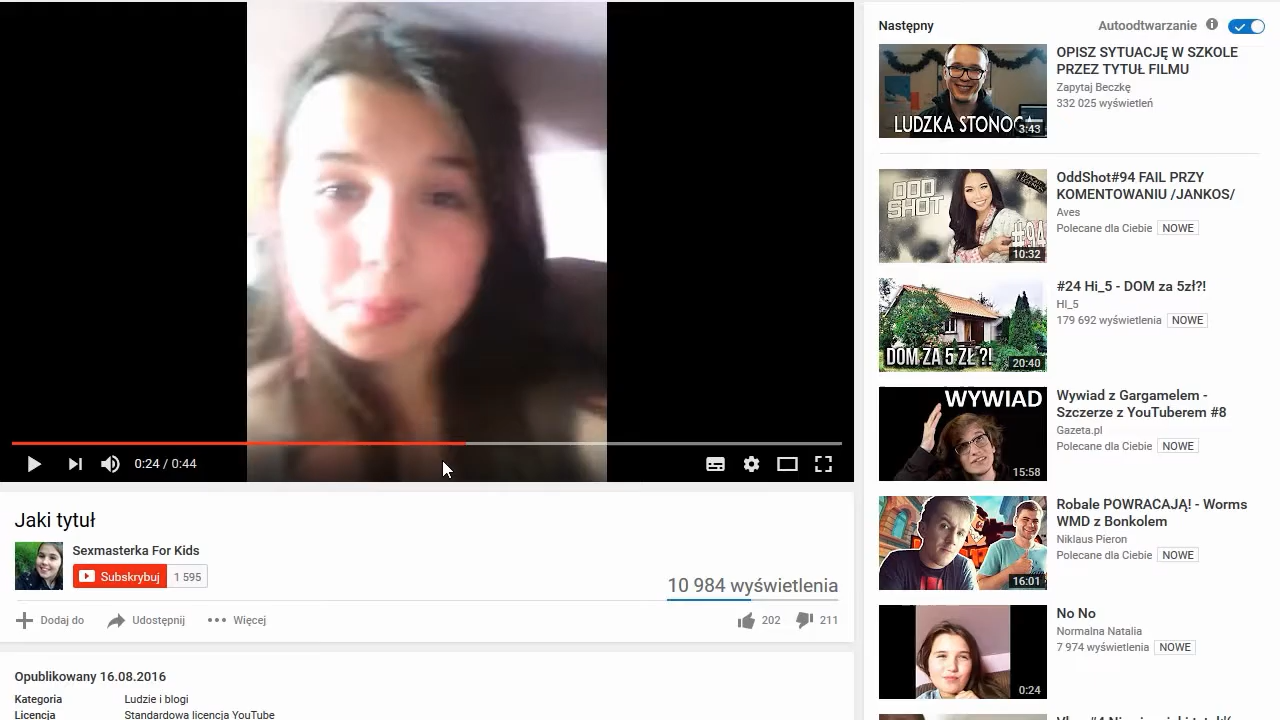 0:24 / 0:44
Jaki tytuł
Sexmasterka For Kids
Subskrybuj
1 595
10 984 wyświetlenia
Dodaj do
Udostępnij
Więcej
202
211
Opublikowany 16.08.2016
Kategoria
Ludzie i blogi
Licencja
Standardowa licencja YouTube
Następny
Autoodtwarzanie
LUDZKA STONOGA
3:43
OPISZ SYTUACJĘ W SZKOLE
PRZEZ TYTUŁ FILMU
Zapytaj Beczkę
332 025 wyświetleń
ODD
SHOT
#94
10:32
OddShot#94 FAIL PRZY
KOMENTOWANIU /JANKOS/
Aves
Polecane dla Ciebie
NOWE
DOM ZA 5 ZŁ ?!
20:40
#24 Hi_5 - DOM za 5zł?!
HI_5
179 692 wyświetlenia
NOWE
WYWIAD
15:58
Wywiad z Gargamelem -
Szczerze z YouTuberem #8
Gazeta.pl
Polecane dla Ciebie
NOWE
16:01
Robale POWRACAJĄ! - Worms
WMD z Bonkolem
Niklaus Pieron
Polecane dla Ciebie
NOWE
0:24
No No
Normalna Natalia
7 974 wyświetlenia
NOWE